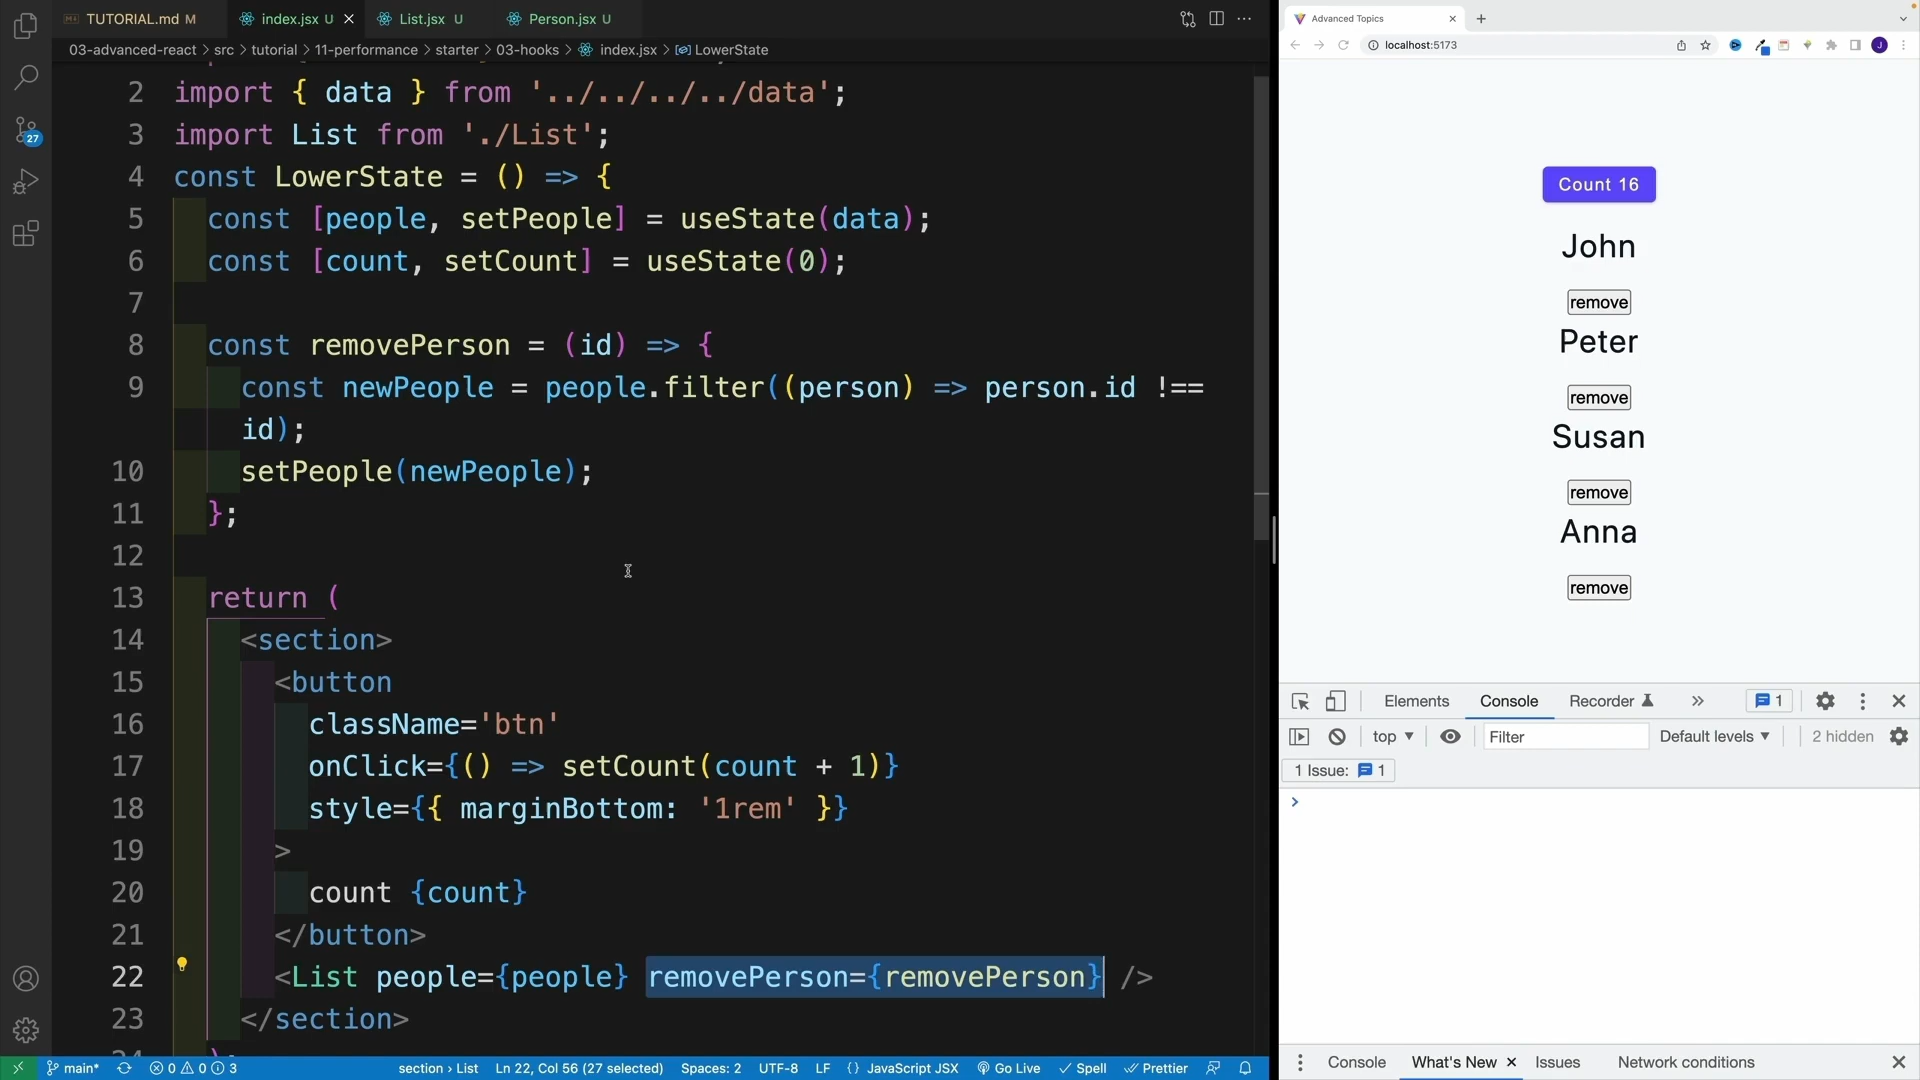 TUTORIAL.md M
index.jsx U
List.jsx U
Person.jsx U
03-advanced-react > src > tutorial > 11-performance > starter > 03-hooks > index.jsx > LowerState
2 import { data } from '../../../../data';
3 import List from './List';
4 const LowerState = () => {
5 const [people, setPeople] = useState(data);
6 const [count, setCount] = useState(0);
7
8 const removePerson = (id) => {
9 const newPeople = people.filter((person) => person.id !==
id);
10 setPeople(newPeople);
11 };
12
13 return (
14 <section>
15 <button
16 className='btn'
17 onClick={() => setCount(count + 1)}
18 style={{ marginBottom: '1rem' }}
19 >
20 count {count}
21 </button>
22 <List people={people} removePerson={removePerson} />
23 </section>
27
main*
0 0 3
section › List
Ln 22, Col 56 (27 selected)
Spaces: 2
UTF-8
LF
{} JavaScript JSX
Go Live
Spell
Prettier
Advanced Topics
localhost:5173
J
Count 16
John
remove
Peter
remove
Susan
remove
Anna
remove
Elements
Console
Recorder
1
top
Filter
Default levels
2 hidden
1 Issue: 1
Console
What's New
Issues
Network conditions